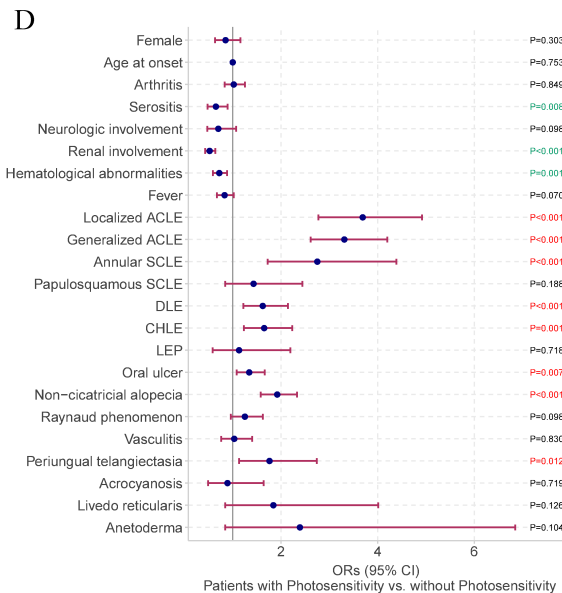 D
Female P=0.303
Age at onset P=0.753
Arthritis P=0.849
Serositis P=0.008
Neurologic involvement P=0.098
Renal involvement P<0.001
Hematological abnormalities P=0.001
Fever P=0.070
Localized ACLE P<0.001
Generalized ACLE P<0.001
Annular SCLE P<0.001
Papulosquamous SCLE P=0.188
DLE P<0.001
CHLE P=0.001
LEP P=0.718
Oral ulcer P=0.007
Non−cicatricial alopecia P<0.001
Raynaud phenomenon P=0.098
Vasculitis P=0.830
Periungual telangiectasia P=0.012
Acrocyanosis P=0.719
Livedo reticularis P=0.126
Anetoderma P=0.104
2 4 6
ORs (95% CI)
Patients with Photosensitivity vs. without Photosensitivity